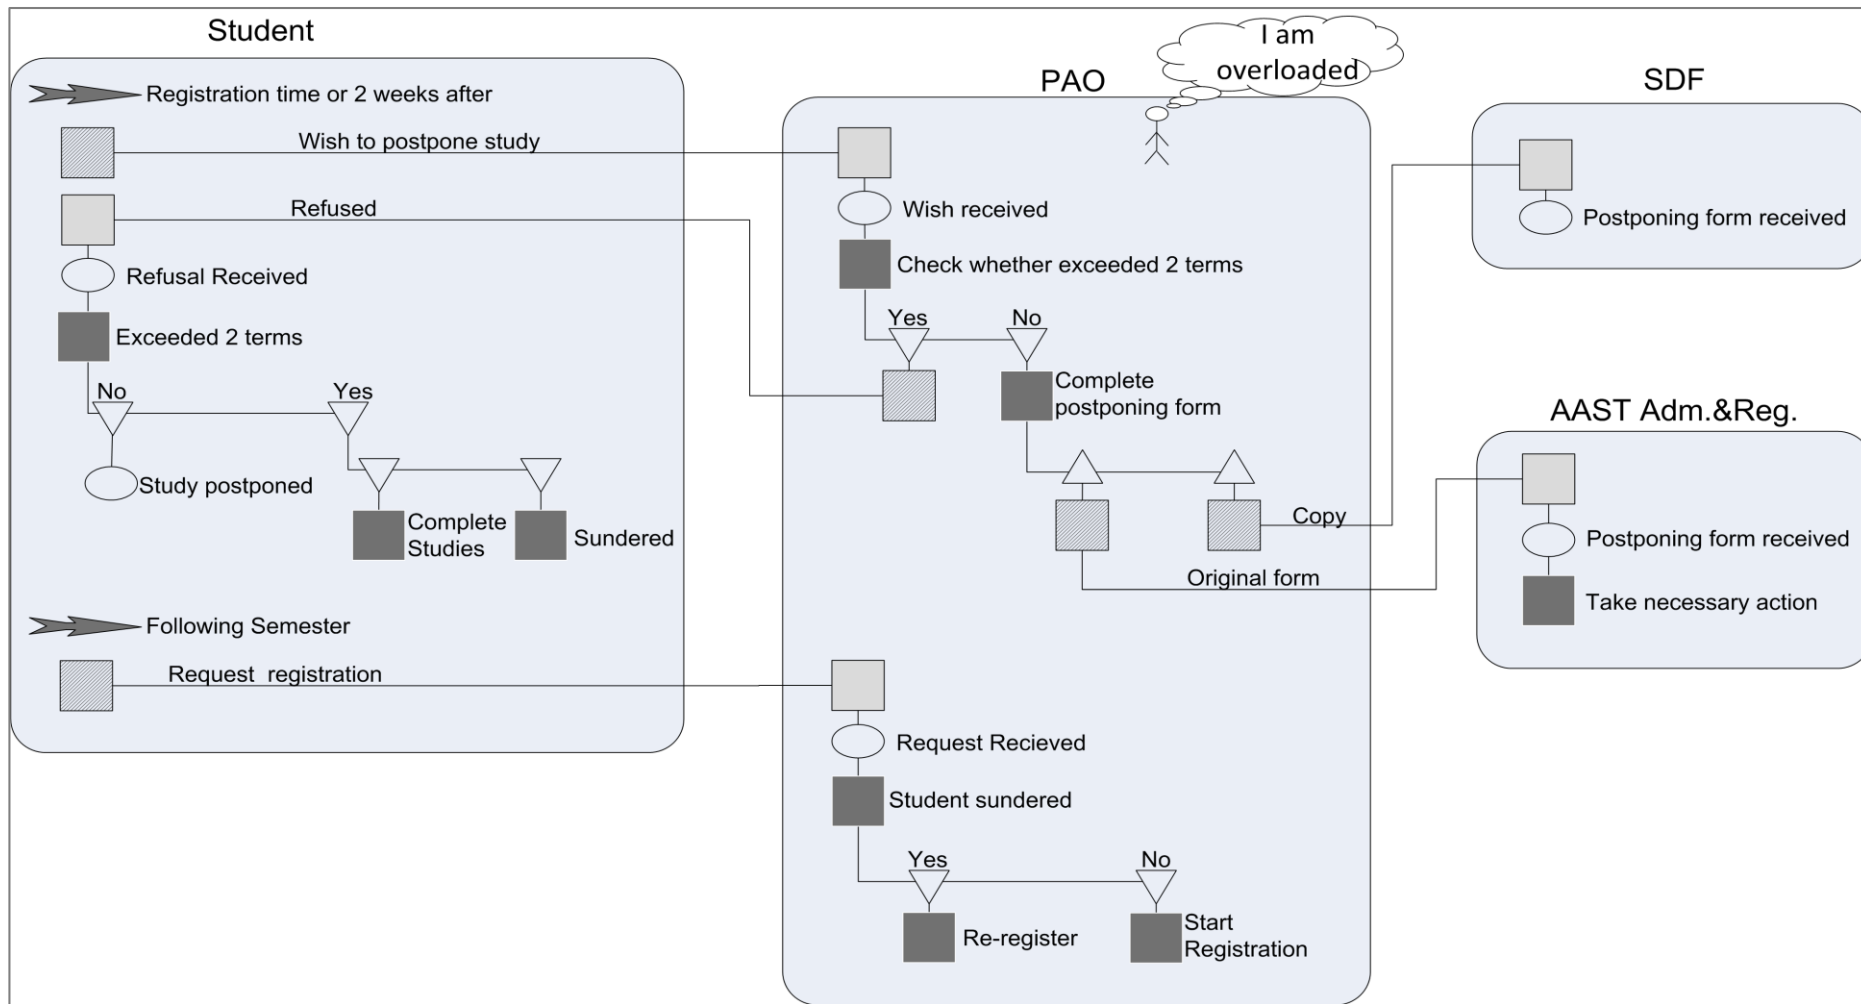 Student
Registration time or 2 weeks after
Wish to postpone study
Refused
Refusal Received
Exceeded 2 terms
No
Yes
Study postponed
Complete
Studies
Sundered
Following Semester
Request registration
PAO
I am
overloaded
Wish received
Check whether exceeded 2 terms
Yes
No
Complete
postponing form
Copy
Original form
Request Recieved
Student sundered
Yes
No
Re-register
Start
Registration
SDF
Postponing form received
AAST Adm.&Reg.
Postponing form received
Take necessary action